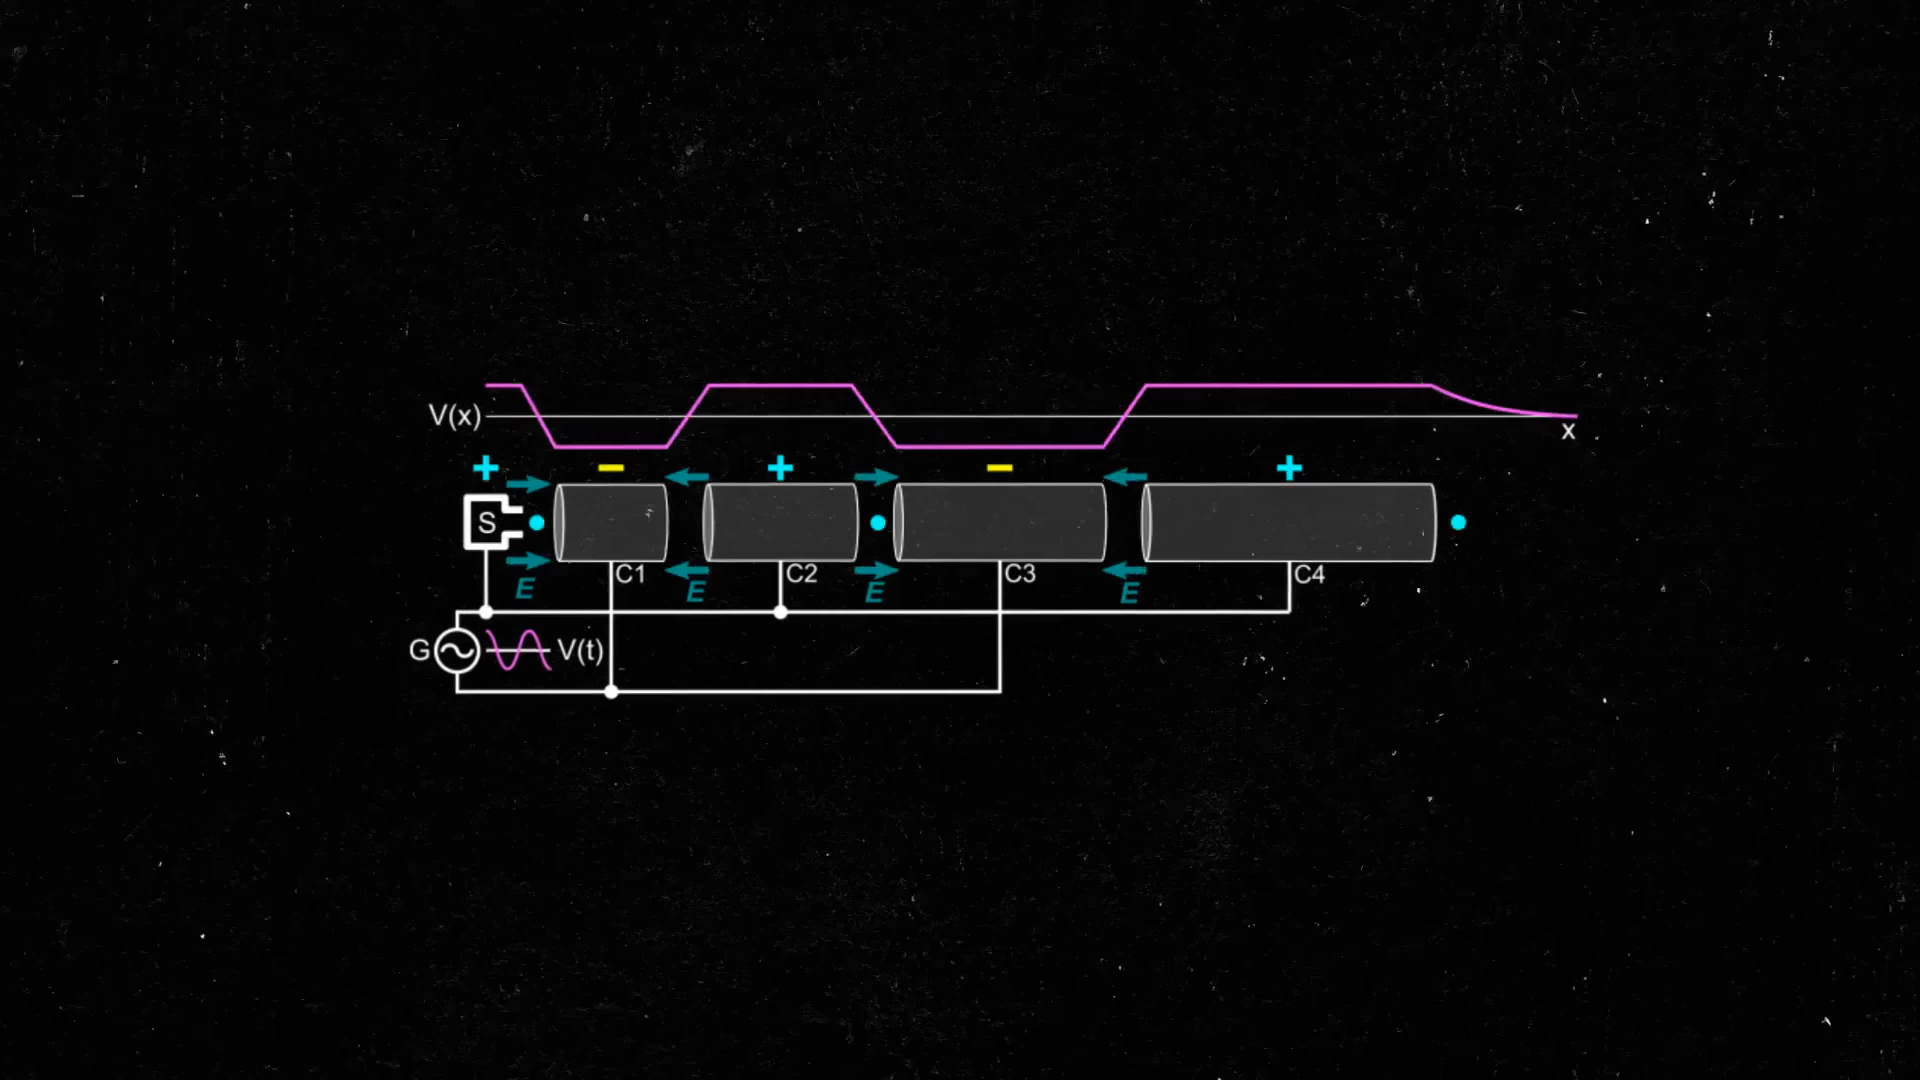 V(x)
x
+ − + − +
S
C1 C2 C3 C4
E E E E
G V(t)